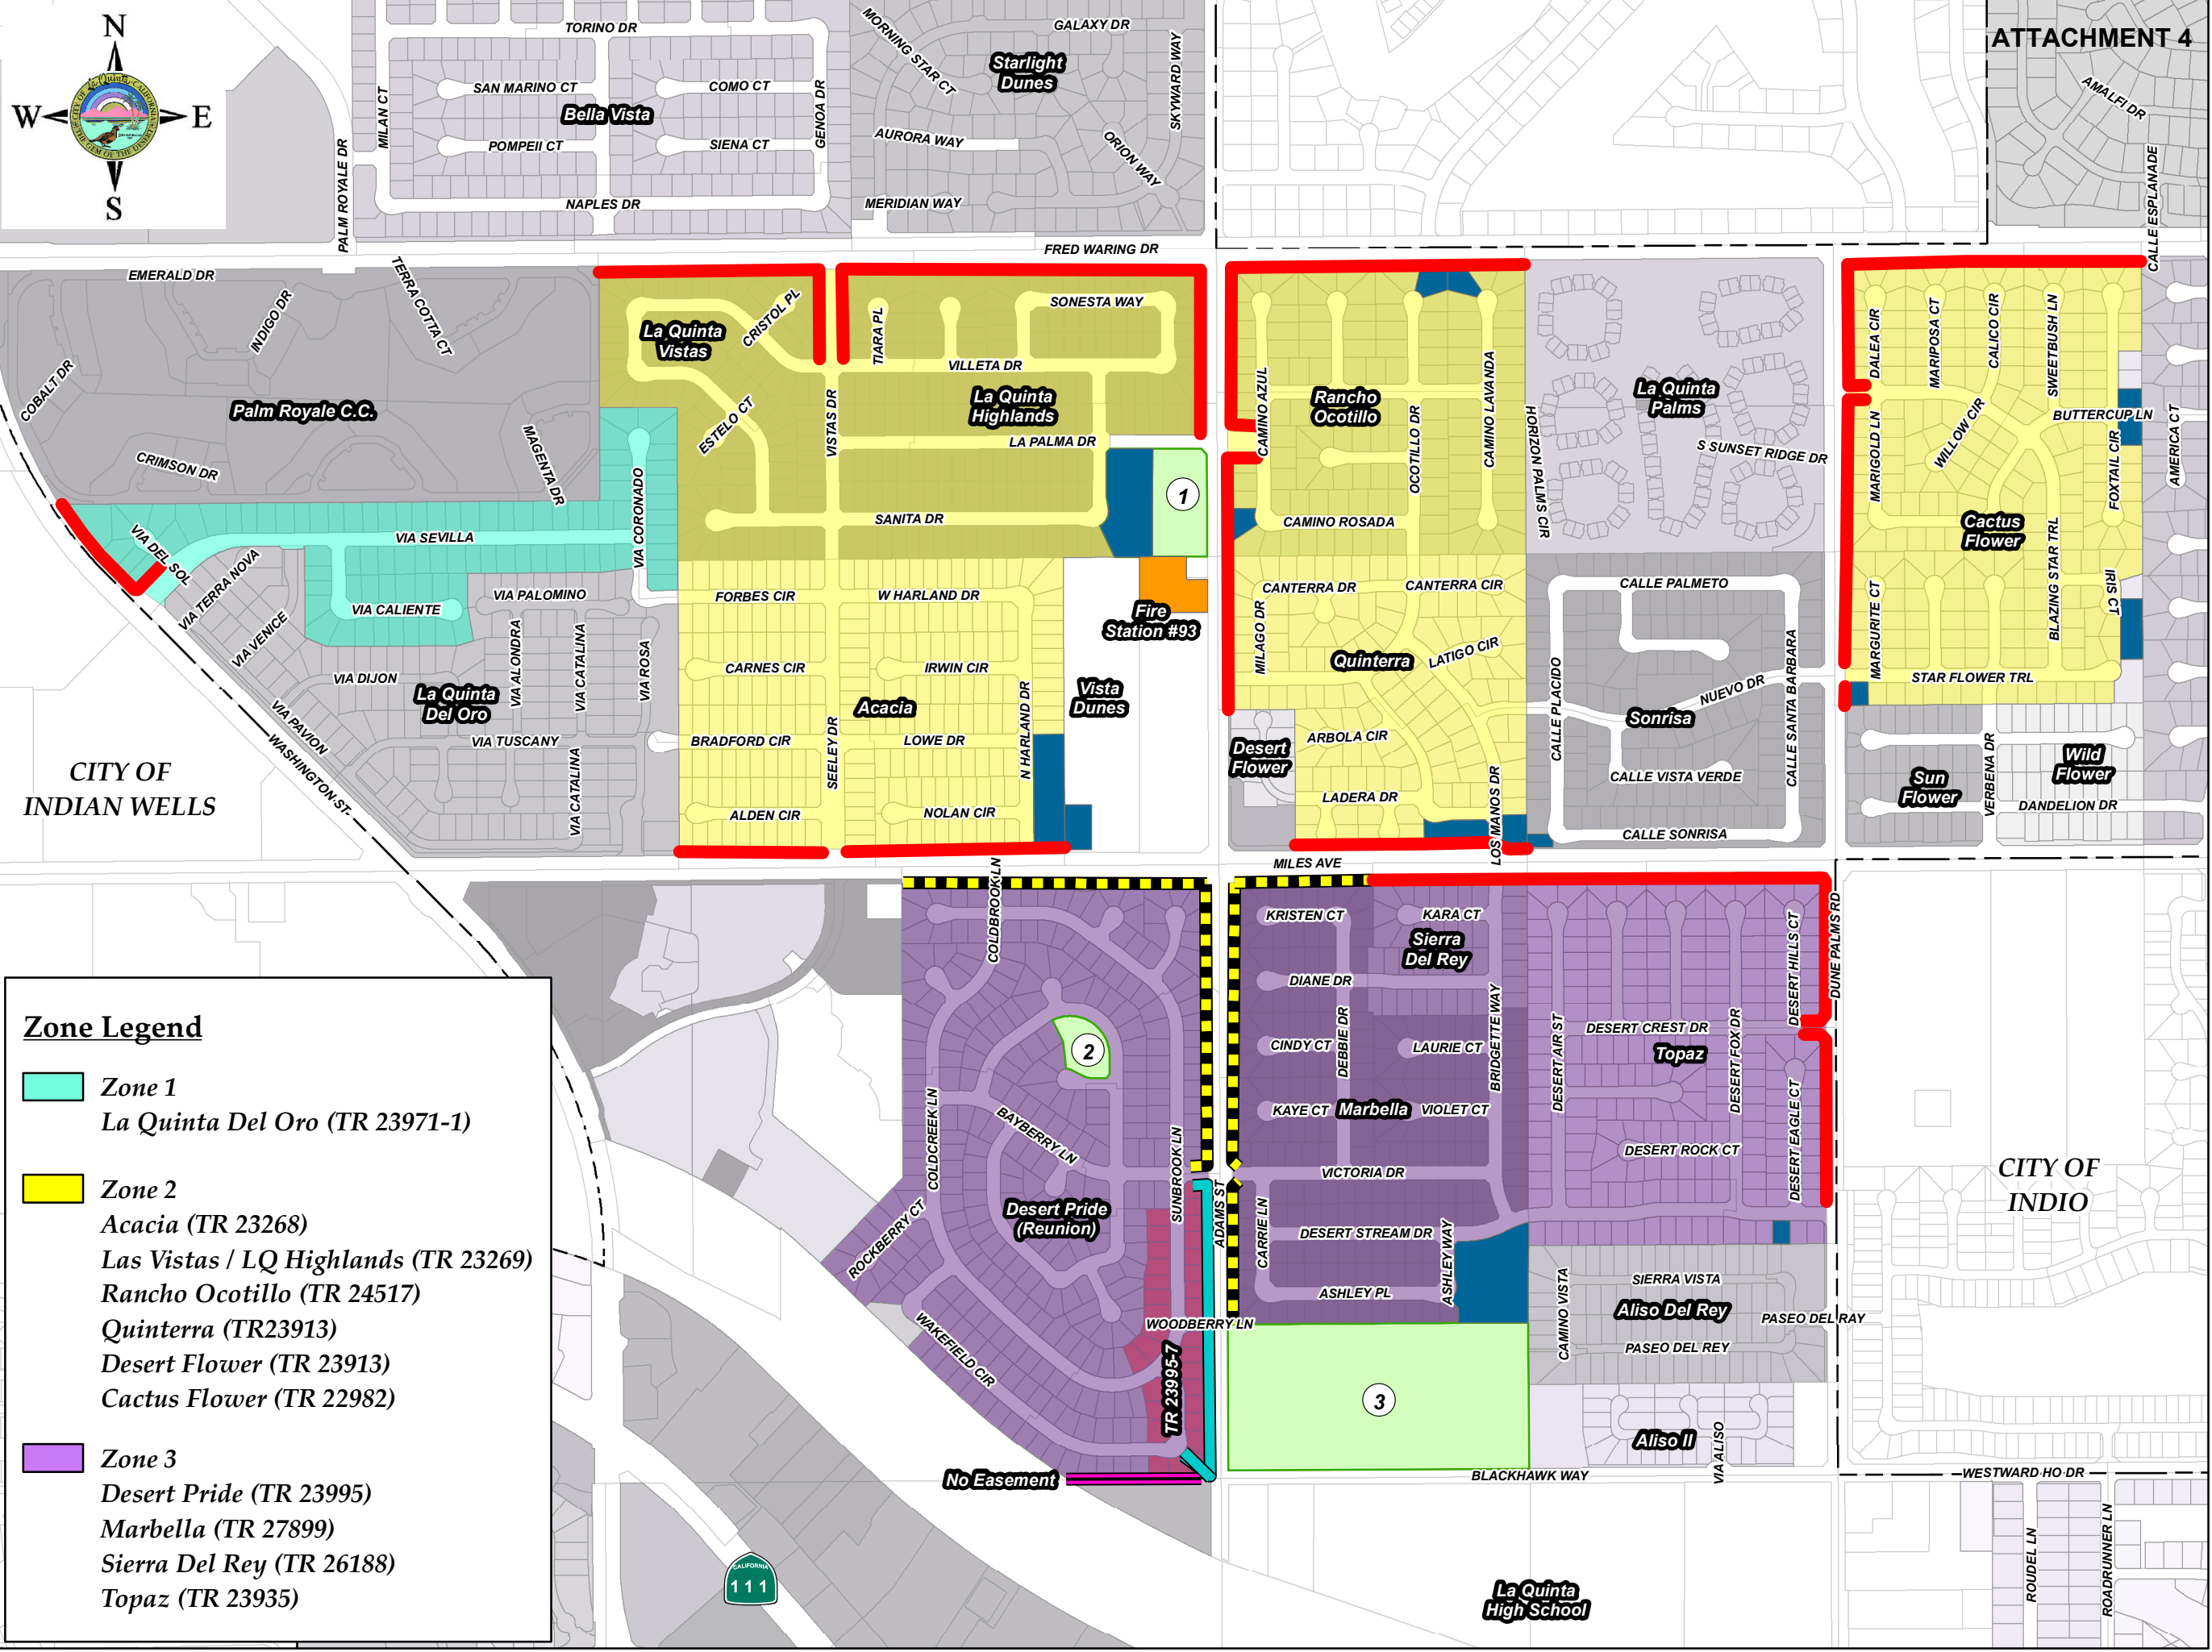 ATTACHMENT 4
N
W
E
S
TORINO DR
GALAXY DR
MORNING STAR CT
SKYWARD WAY
Starlight
Dunes
SAN MARINO CT
COMO CT
MILAN CT
GENOA DR
Bella Vista
AMALFI DR
POMPEII CT
SIENA CT
AURORA WAY
ORION WAY
PALM ROYALE DR
NAPLES DR
MERIDIAN WAY
CALLE ESPLANADE
FRED WARING DR
EMERALD DR
INDIGO DR
TERRA COTTA CT
COBALT DR
Palm Royale C.C.
CRIMSON DR
MAGENTA DR
La Quinta
Vistas
CRISTOL PL
TIARA PL
SONESTA WAY
VILLETA DR
La Quinta
Highlands
ESTELO CT
VISTAS DR
LA PALMA DR
SANITA DR
1
CAMINO AZUL
Rancho
Ocotillo
OCOTILLO DR
CAMINO LAVANDA
CAMINO ROSADA
HORIZON PALMS CIR
La Quinta
Palms
S SUNSET RIDGE DR
DALEA CIR
MARIPOSA CT
CALICO CIR
SWEETBUSH LN
BUTTERCUP LN
WILLOW CIR
MARIGOLD LN
FOXTAIL CIR
AMERICA CT
Cactus
Flower
BLAZING STAR TRL
IRIS CT
MARGURITE CT
STAR FLOWER TRL
VIA DEL SOL
VIA SEVILLA
VIA CORONADO
VIA TERRA NOVA
VIA VENICE
VIA CALIENTE
VIA PALOMINO
VIA ALONDRA
VIA CATALINA
VIA ROSA
VIA DIJON
La Quinta
Del Oro
VIA PAVION
WASHINGTON ST
VIA TUSCANY
VIA CATALINA
CITY OF
INDIAN WELLS
FORBES CIR
W HARLAND DR
CARNES CIR
IRWIN CIR
Acacia
N HARLAND DR
BRADFORD CIR
LOWE DR
SEELEY DR
ALDEN CIR
NOLAN CIR
Fire
Station #93
Vista
Dunes
CANTERRA DR
CANTERRA CIR
MILAGO DR
Quinterra
LATIGO CIR
Desert
Flower
ARBOLA CIR
LADERA DR
LOS MANOS DR
CALLE PALMETO
CALLE PLACIDO
NUEVO DR
Sonrisa
CALLE SANTA BARBARA
CALLE VISTA VERDE
CALLE SONRISA
Sun
Flower
VERBENA DR
Wild
Flower
DANDELION DR
MILES AVE
COLDBROOK LN
2
COLDCREEK LN
BAYBERRY LN
SUNBROOK LN
Desert Pride
(Reunion)
ROCKBERRY CT
WAKEFIELD CIR
ADAMS ST
WOODBERRY LN
TR 23995-7
No Easement
KRISTEN CT
KARA CT
Sierra
Del Rey
DIANE DR
DEBBIE DR
CINDY CT
LAURIE CT
BRIDGETTE WAY
KAYE CT
Marbella
VIOLET CT
VICTORIA DR
CARRIE LN
DESERT STREAM DR
ASHLEY WAY
ASHLEY PL
3
DESERT HILLS CT
DUNE PALMS RD
DESERT CREST DR
DESERT AIR ST
Topaz
DESERT FOX DR
DESERT EAGLE CT
DESERT ROCK CT
SIERRA VISTA
CAMINO VISTA
Aliso Del Rey
PASEO DEL RAY
PASEO DEL REY
Aliso II
VIA ALISO
BLACKHAWK WAY
WESTWARD HO DR
CITY OF
INDIO
La Quinta
High School
ROUDEL LN
ROADRUNNER LN
CALIFORNIA
111
Zone Legend
Zone 1
La Quinta Del Oro (TR 23971-1)
Zone 2
Acacia (TR 23268)
Las Vistas / LQ Highlands (TR 23269)
Rancho Ocotillo (TR 24517)
Quinterra (TR23913)
Desert Flower (TR 23913)
Cactus Flower (TR 22982)
Zone 3
Desert Pride (TR 23995)
Marbella (TR 27899)
Sierra Del Rey (TR 26188)
Topaz (TR 23935)